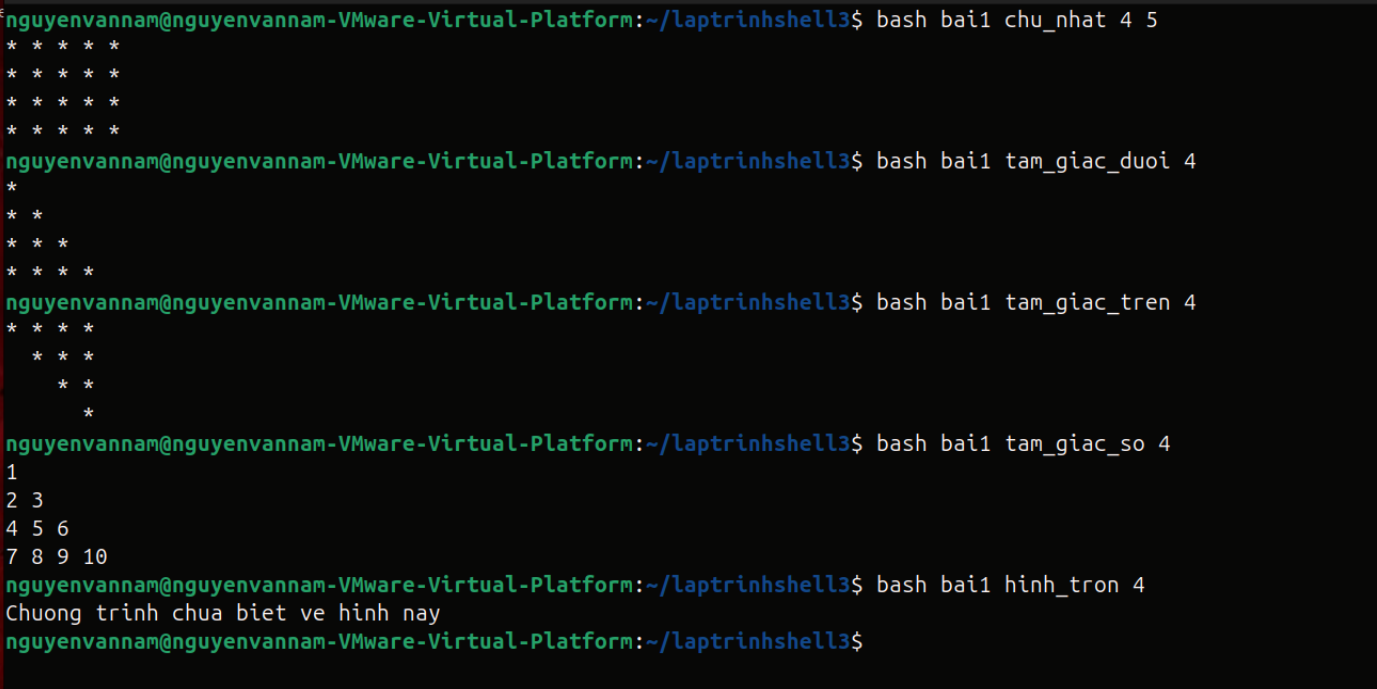 nguyenvannam@nguyenvannam-VMware-Virtual-Platform:~/laptrinhshell3$ bash bai1 chu_nhat 4 5
* * * * *
* * * * *
* * * * *
* * * * *
nguyenvannam@nguyenvannam-VMware-Virtual-Platform:~/laptrinhshell3$ bash bai1 tam_giac_duoi 4
*
* *
* * *
* * * *
nguyenvannam@nguyenvannam-VMware-Virtual-Platform:~/laptrinhshell3$ bash bai1 tam_giac_tren 4
* * * *
  * * *
    * *
      *
nguyenvannam@nguyenvannam-VMware-Virtual-Platform:~/laptrinhshell3$ bash bai1 tam_giac_so 4
1
2 3
4 5 6
7 8 9 10
nguyenvannam@nguyenvannam-VMware-Virtual-Platform:~/laptrinhshell3$ bash bai1 hinh_tron 4
Chuong trinh chua biet ve hinh nay
nguyenvannam@nguyenvannam-VMware-Virtual-Platform:~/laptrinhshell3$